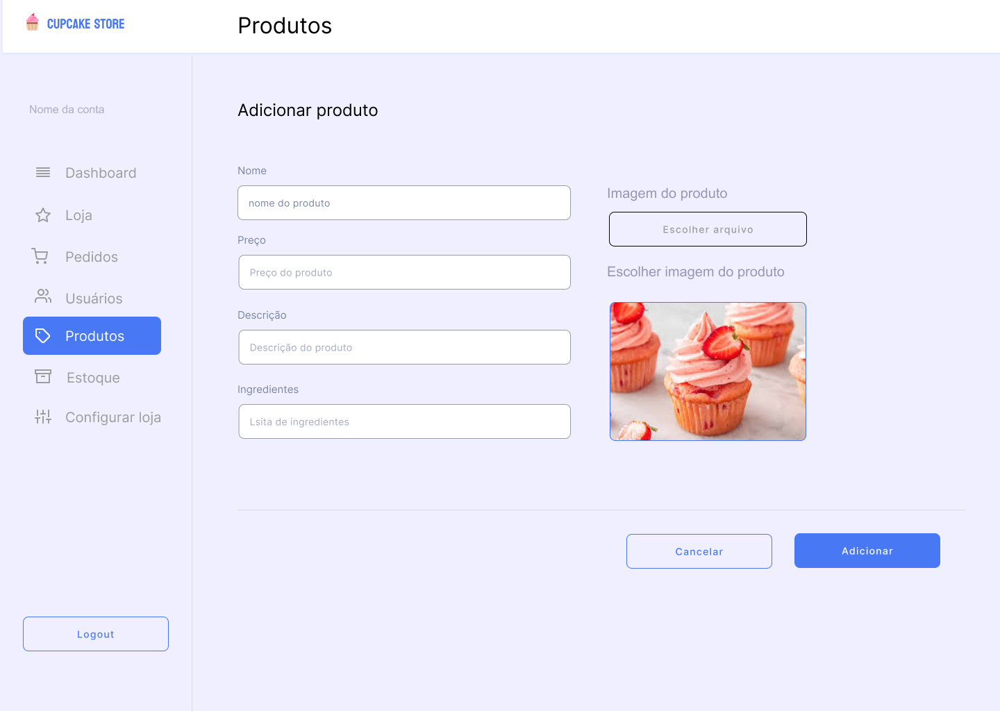 CUPCAKE STORE
Produtos
Nome da conta
Dashboard
Loja
Pedidos
Usuários
Produtos
Estoque
Configurar loja
Logout
Adicionar produto
Nome
nome do produto
Preço
Preço do produto
Descrição
Descrição do produto
Ingredientes
Lsita de ingredientes
Imagem do produto
Escolher arquivo
Escolher imagem do produto
Cancelar
Adicionar